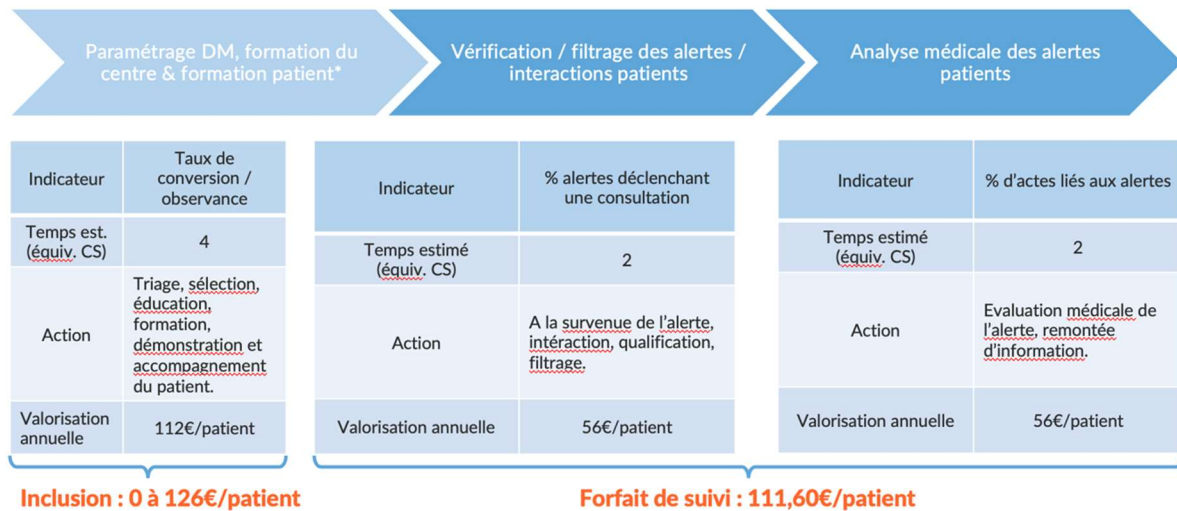 Paramétrage DM, formation du
centre & formation patient*
Vérification / filtrage des alertes /
interactions patients
Analyse médicale des alertes
patients
Indicateur
Taux de
conversion /
observance
Temps est.
(équiv. CS)
4
Action
Triage, sélection,
éducation,
formation,
démonstration et
accompagnement
du patient.
Valorisation
annuelle
112€/patient
Indicateur
% alertes déclenchant
une consultation
Temps estimé
(équiv. CS)
2
Action
A la survenue de l'alerte,
intéraction, qualification,
filtrage.
Valorisation annuelle
56€/patient
Indicateur
% d'actes liés aux alertes
Temps estimé
(équiv. CS)
2
Action
Evaluation médicale de
l'alerte, remontée
d'information.
Valorisation annuelle
56€/patient
Inclusion : 0 à 126€/patient
Forfait de suivi : 111,60€/patient